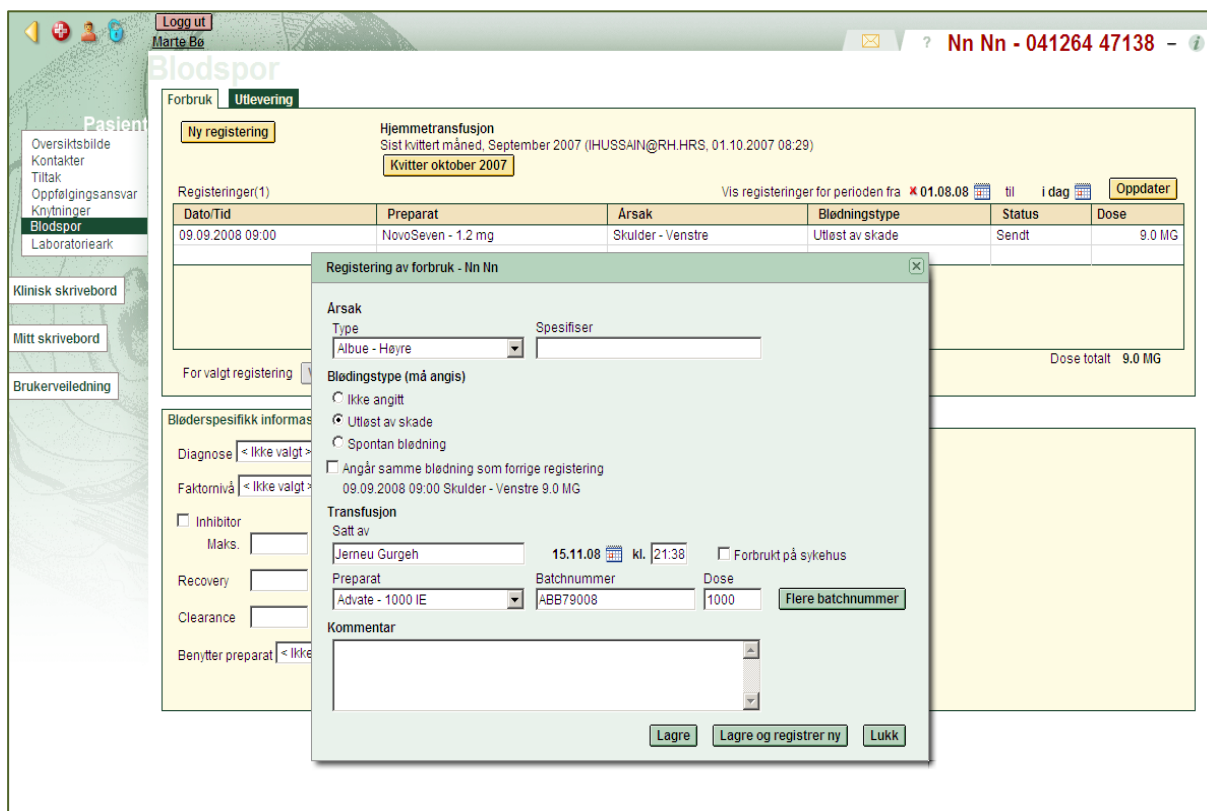 Logg ut
Marte Bø
? Nn Nn - 041264 47138 – i
Blodspor
Forbruk Utlevering
Pasient
Oversiktsbilde
Kontakter
Tiltak
Oppfølgingsansvar
Knytninger
Blodspor
Laboratorieark
Klinisk skrivebord
Mitt skrivebord
Brukerveiledning
Ny registering
Hjemmetransfusjon
Sist kvittert måned, September 2007 (IHUSSAIN@RH.HRS, 01.10.2007 08:29)
Kvitter oktober 2007
Registeringer(1) Vis registeringer for perioden fra × 01.08.08 til i dag Oppdater
Dato/Tid Preparat Årsak Blødningstype Status Dose
09.09.2008 09:00 NovoSeven - 1.2 mg Skulder - Venstre Utløst av skade Sendt 9.0 MG
Dose totalt 9.0 MG
For valgt registering
Bløderspesifikk informas
Diagnose < Ikke valgt >
Faktornivå < Ikke valgt >
Inhibitor
Maks.
Recovery
Clearance
Benytter preparat < Ikke
Registering av forbruk - Nn Nn
Årsak
Type Spesifiser
Albue - Høyre
Blødingstype (må angis)
Ikke angitt
Utløst av skade
Spontan blødning
Angår samme blødning som forrige registering
09.09.2008 09:00 Skulder - Venstre 9.0 MG
Transfusjon
Satt av
Jerneu Gurgeh 15.11.08 kl. 21:38 Forbrukt på sykehus
Preparat Batchnummer Dose
Advate - 1000 IE ABB79008 1000 Flere batchnummer
Kommentar
Lagre Lagre og registrer ny Lukk